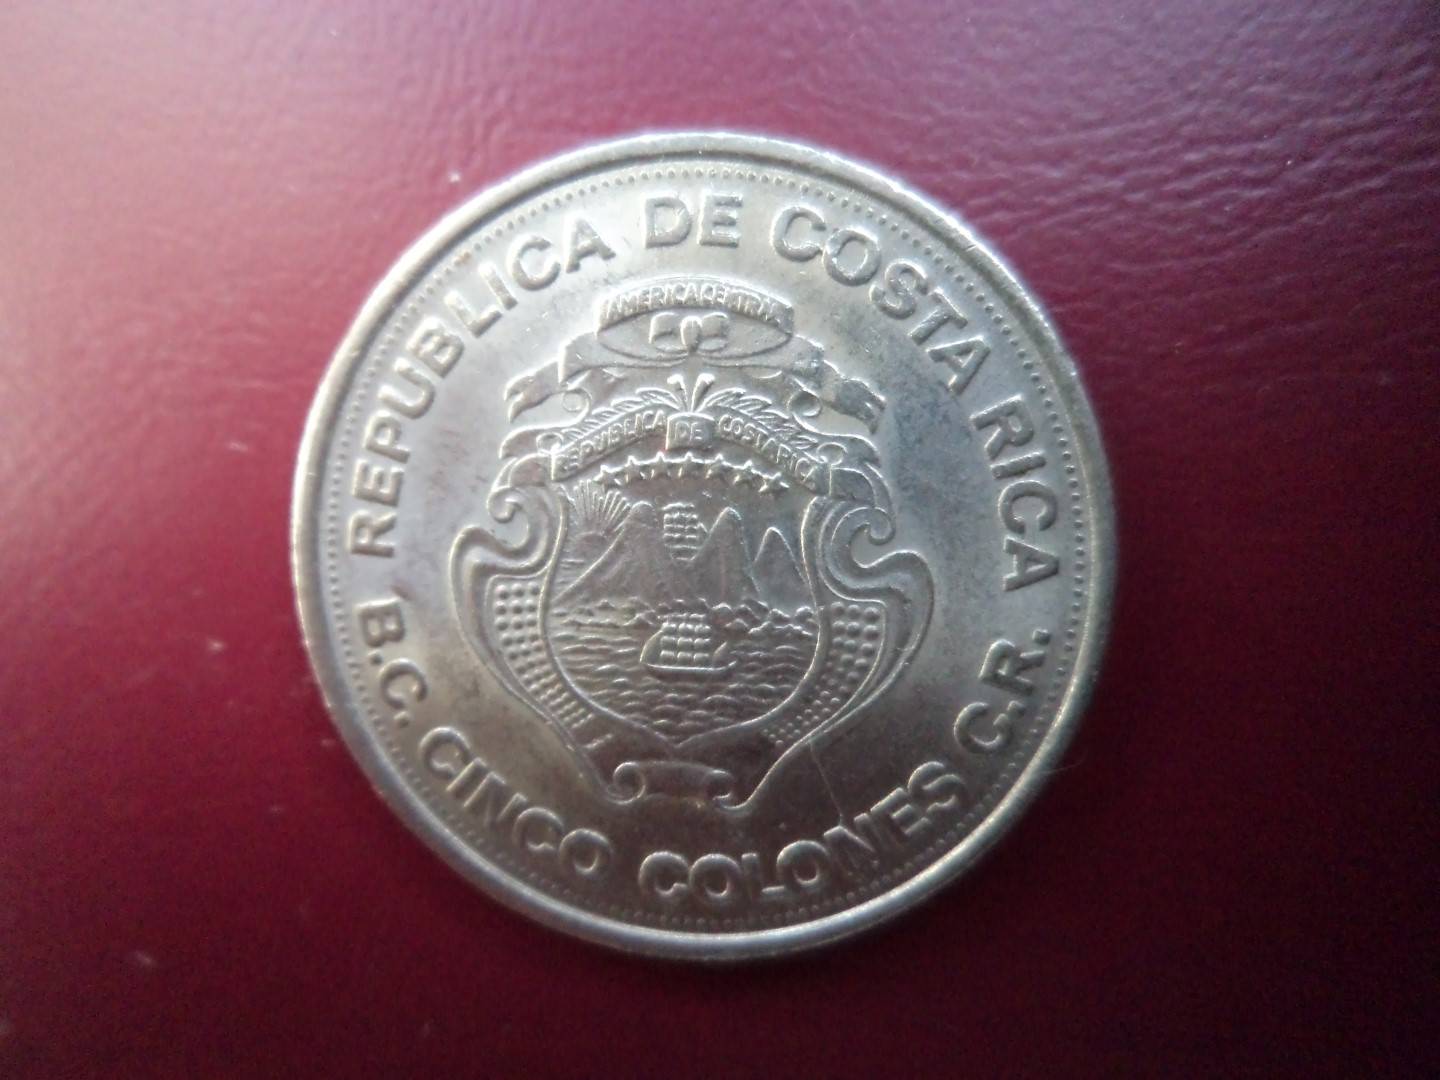 REPUBLICA DE COSTA RICA
AMERICA CENTRAL
REPUBLICA DE COSTA RICA
B.C. CINCO COLONES C.R.